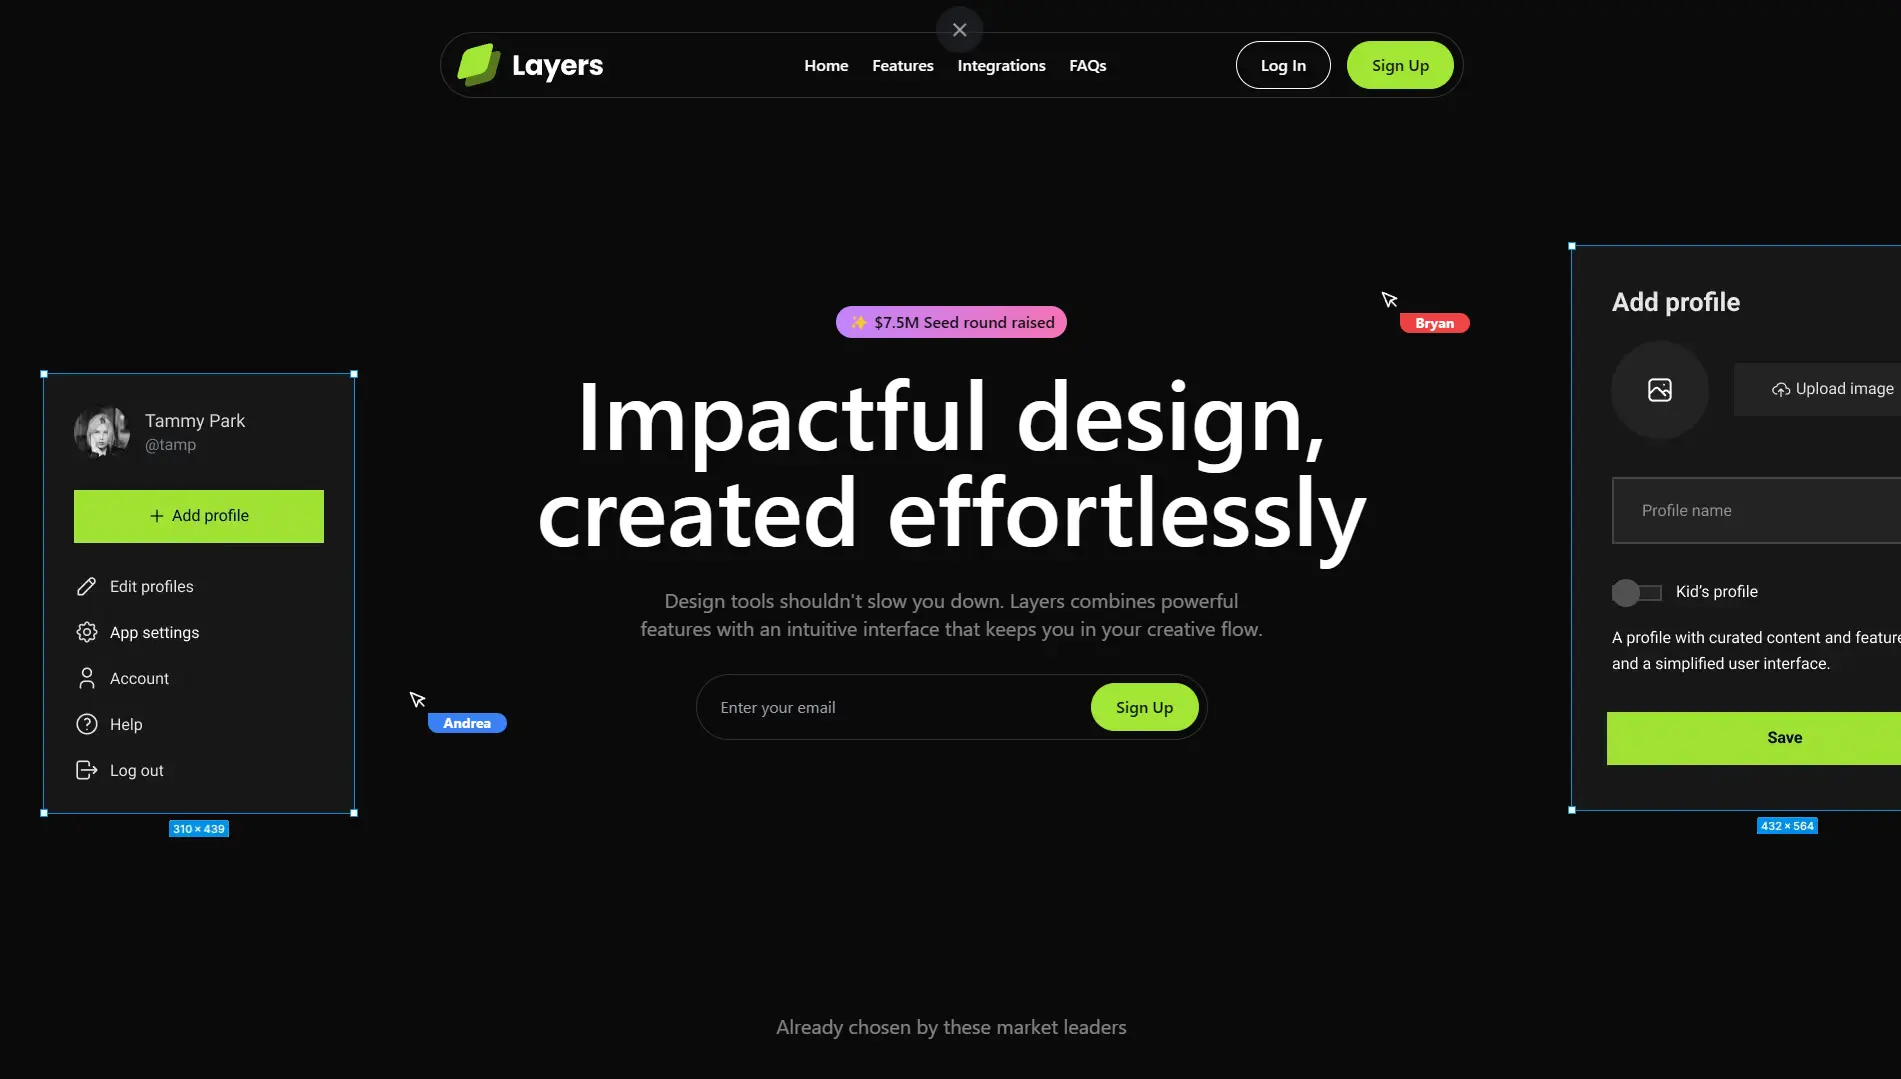 Layers
Home Features Integrations FAQs
Log In
Sign Up
✨ $7.5M Seed round raised
Impactful design,
created effortlessly
Design tools shouldn't slow you down. Layers combines powerful
features with an intuitive interface that keeps you in your creative flow.
Enter your email
Sign Up
Tammy Park
@tamp
+ Add profile
Edit profiles
App settings
Account
Help
Log out
310 × 439
Andrea
Bryan
Add profile
Upload image
Profile name
Kid’s profile
A profile with curated content and feature
and a simplified user interface.
Save
432 × 564
Already chosen by these market leaders